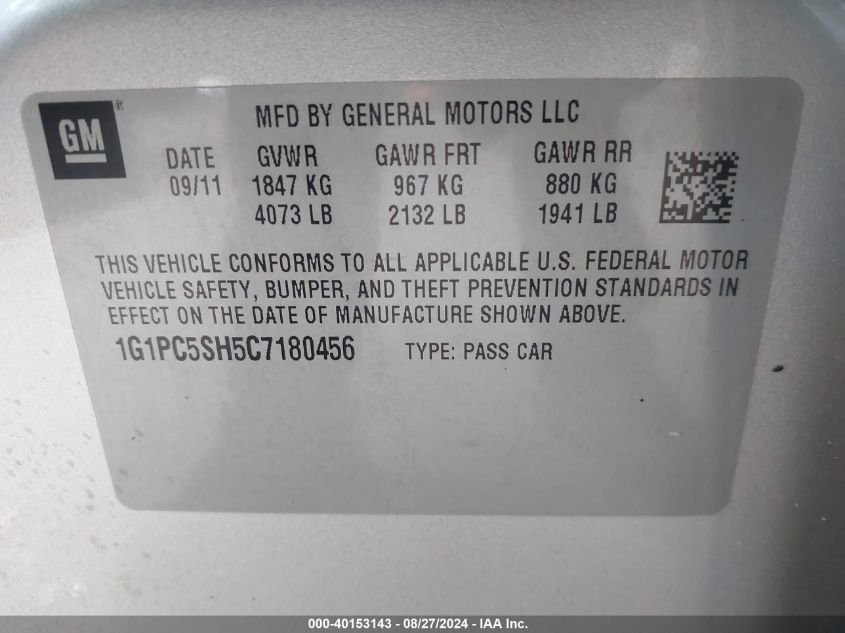 GM®
MFD BY GENERAL MOTORS LLC
DATE GVWR GAWR FRT GAWR RR
09/11 1847 KG 967 KG 880 KG
4073 LB 2132 LB 1941 LB
THIS VEHICLE CONFORMS TO ALL APPLICABLE U.S. FEDERAL MOTOR
VEHICLE SAFETY, BUMPER, AND THEFT PREVENTION STANDARDS IN
EFFECT ON THE DATE OF MANUFACTURE SHOWN ABOVE.
1G1PC5SH5C7180456 TYPE: PASS CAR
000-40153143 - 08/27/2024 - IAA Inc.